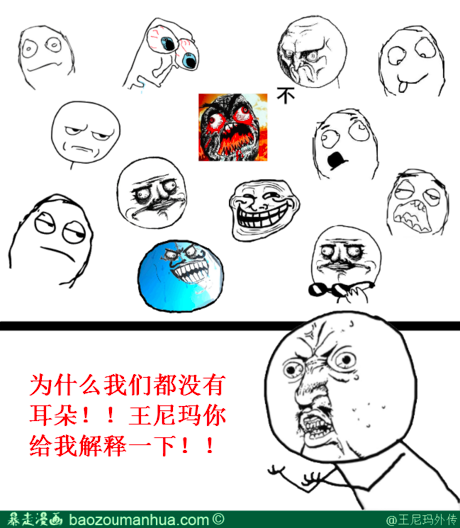 不
为什么我们都没有
耳朵！！王尼玛你
给我解释一下！！
暴走漫画 baozoumanhua.com ©
@王尼玛外传